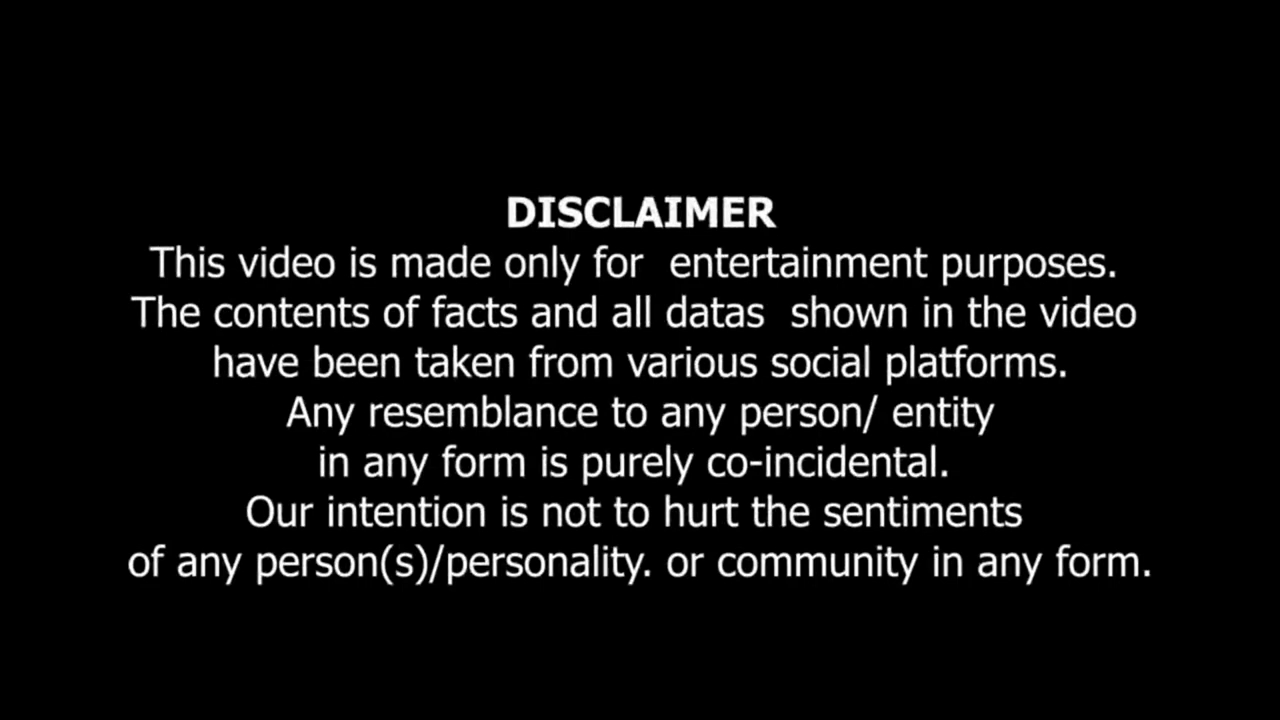 DISCLAIMER
This video is made only for  entertainment purposes.
The contents of facts and all datas  shown in the video
have been taken from various social platforms.
Any resemblance to any person/ entity
in any form is purely co-incidental.
Our intention is not to hurt the sentiments
of any person(s)/personality. or community in any form.